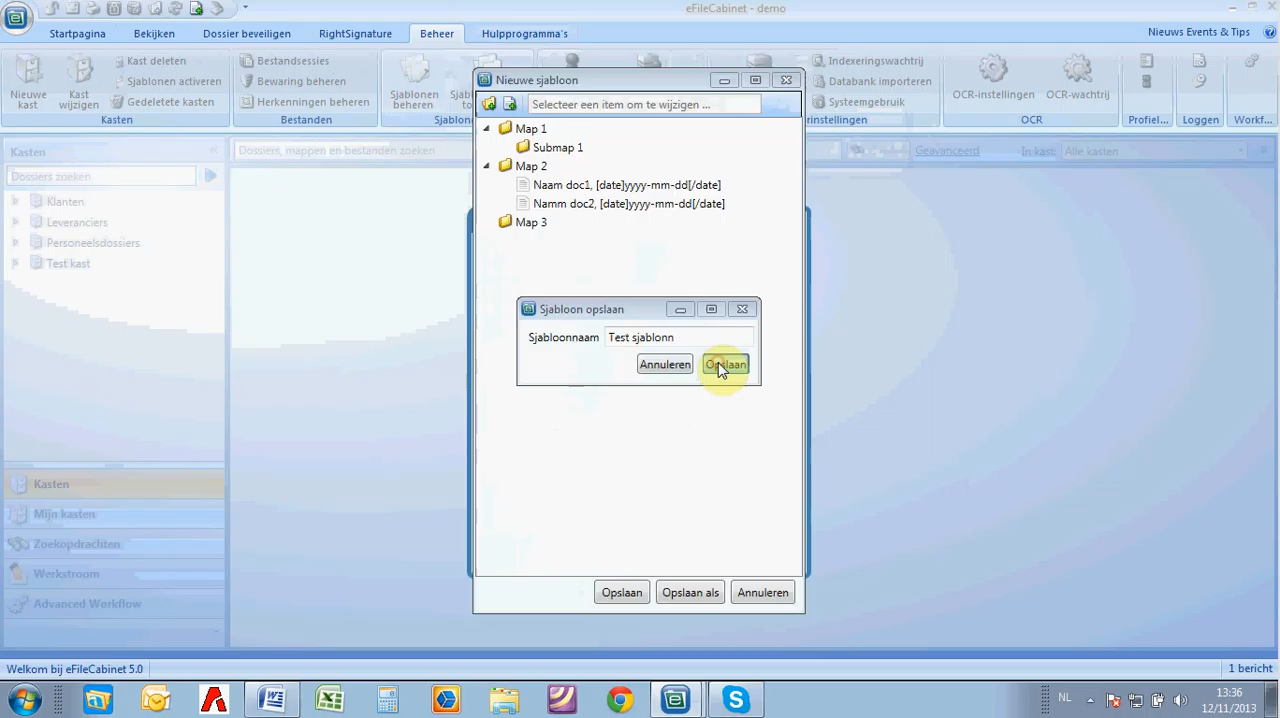 eFileCabinet - demo
Startpagina
Bekijken
Dossier beveiligen
RightSignature
Beheer
Hulpprogramma's
Nieuws Events & Tips
Nieuwe kast
Kast wijzigen
Kast deleten
Sjablonen activeren
Gedeletete kasten
Kasten
Bestandsessies
Bewaring beheren
Herkenningen beheren
Bestanden
Sjablonen beheren
Indexeringswachtrij
Databank importeren
Systeemgebruik
OCR-instellingen
OCR-wachtrij
OCR
Profiel...
Loggen
Workf...
Kasten
Dossiers zoeken
Klanten
Leveranciers
Personeelsdossiers
Test kast
Dossiers, mappen en bestanden zoeken
Geavanceerd
In kast:
Alle kasten
Nieuwe sjabloon
Selecteer een item om te wijzigen ...
Map 1
Submap 1
Map 2
Naam doc1, [date]yyyy-mm-dd[/date]
Namm doc2, [date]yyyy-mm-dd[/date]
Map 3
Sjabloon opslaan
Sjabloonnaam
Test sjablonn
Annuleren
Opslaan
Opslaan
Opslaan als
Annuleren
Kasten
Mijn kasten
Zoekopdrachten
Werkstroom
Advanced Workflow
Welkom bij eFileCabinet 5.0
1 bericht
NL
13:36
12/11/2013